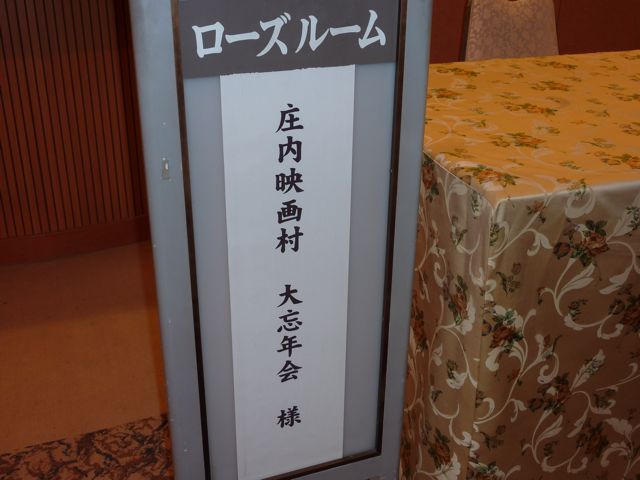 ローズルーム
庄内映画村 大忘年会 様